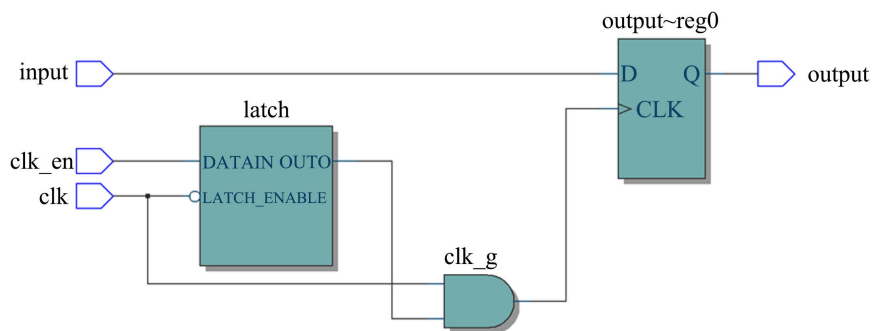 output~reg0
input
D Q
output
CLK
latch
clk_en
DATAIN OUTO
clk
LATCH_ENABLE
clk_g